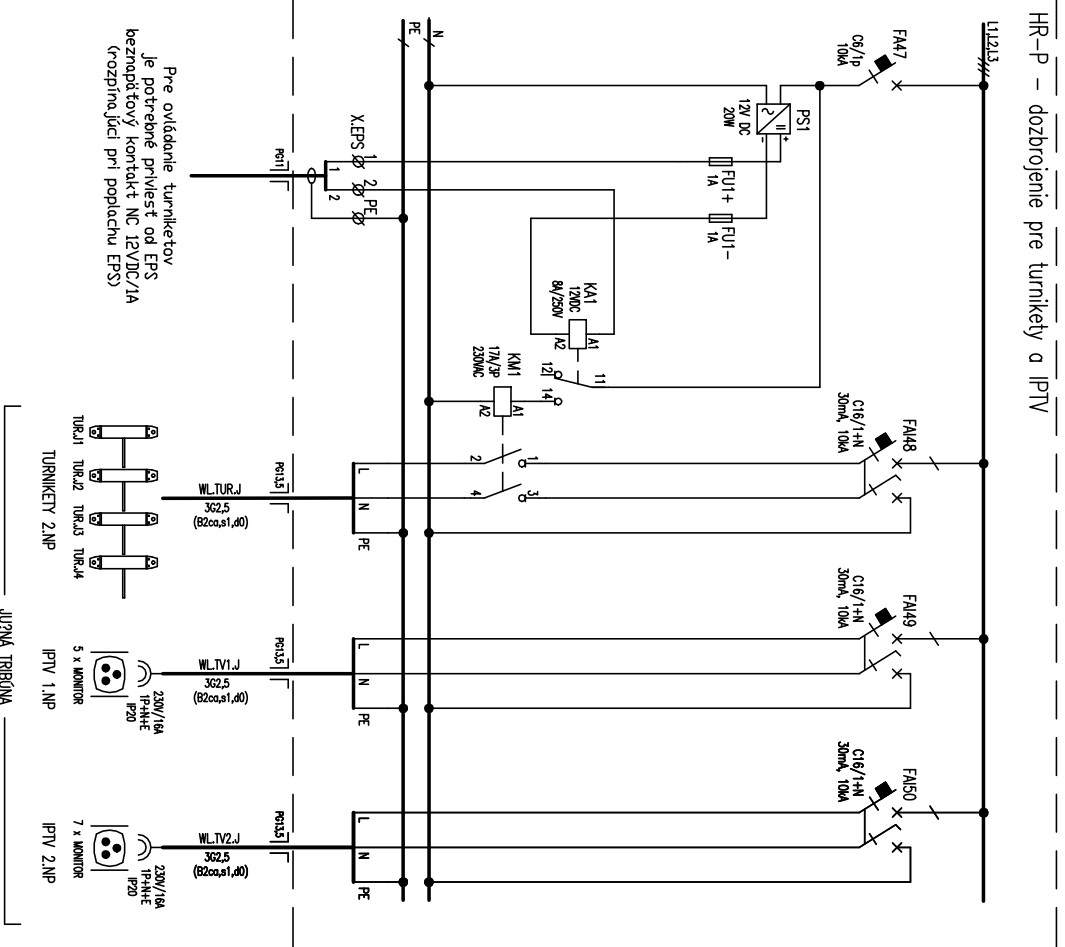 HR-P - dozbrojenie pre turnikety a IPTV
L1,L2,L3
FA47
C6/1p
10kA
PS1
12V DC
20W
+
-
FU1+
1A
FU1-
1A
FAI48
C16/1+N
30mA, 10kA
FAI49
C16/1+N
30mA, 10kA
FAI50
C16/1+N
30mA, 10kA
KA1
12VDC
8A/250V
A1
A2
11
12
14
KM1
17A/3P
230VAC
A1
A2
1
2
3
4
N
PE
X.EPS
1
2
PE
1
2
PG11
L
N
PE
L
N
PE
L
N
PE
PG13,5
PG13,5
PG13,5
Pre ovládanie turniketov
je potrebné priviesť od EPS
beznapäťový kontakt NC 12VDC/1A
(rozpínajúci pri poplachu EPS)
WL.TUR.J
3G2,5
(B2ca,s1,d0)
WL.TV1.J
3G2,5
(B2ca,s1,d0)
WL.TV2.J
3G2,5
(B2ca,s1,d0)
TUR.J1
TUR.J2
TUR.J3
TUR.J4
TURNIKETY 2.NP
230V/16A
1P+N+E
IP20
5 x MONITOR
IPTV 1.NP
230V/16A
1P+N+E
IP20
7 x MONITOR
IPTV 2.NP
JU?NÁ TRIBÚNA